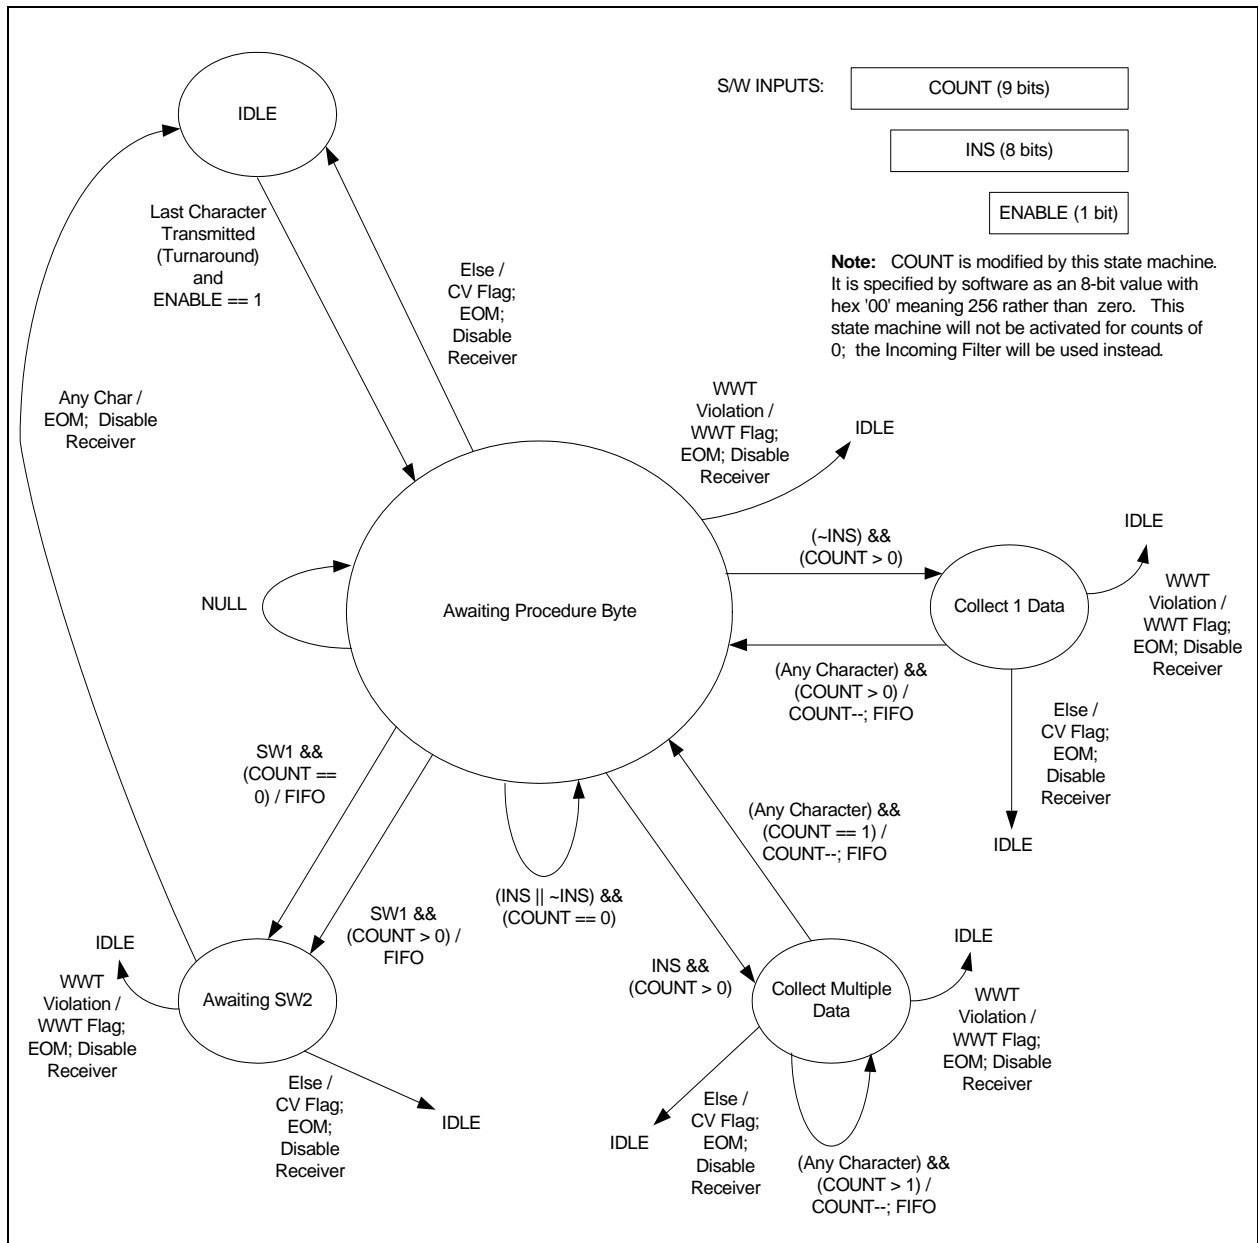 S/W INPUTS:
COUNT (9 bits)
INS (8 bits)
ENABLE (1 bit)
Note: COUNT is modified by this state machine.
It is specified by software as an 8-bit value with
hex '00' meaning 256 rather than zero. This
state machine will not be activated for counts of
0; the Incoming Filter will be used instead.
IDLE
Last Character
Transmitted
(Turnaround)
and
ENABLE == 1
Else /
CV Flag;
EOM;
Disable
Receiver
Any Char /
EOM; Disable
Receiver
WWT
Violation /
WWT Flag;
EOM; Disable
Receiver
IDLE
(~INS) &&
(COUNT > 0)
IDLE
WWT
Violation /
WWT Flag;
EOM; Disable
Receiver
Collect 1 Data
NULL
Awaiting Procedure Byte
(Any Character) &&
(COUNT > 0) /
COUNT--; FIFO
Else /
CV Flag;
EOM;
Disable
Receiver
IDLE
SW1 &&
(COUNT ==
0) / FIFO
SW1 &&
(COUNT > 0) /
FIFO
(INS || ~INS) &&
(COUNT == 0)
(Any Character) &&
(COUNT == 1) /
COUNT--; FIFO
INS &&
(COUNT > 0)
IDLE
WWT
Violation /
WWT Flag;
EOM; Disable
Receiver
Awaiting SW2
Else /
CV Flag;
EOM;
Disable
Receiver
IDLE
Collect Multiple
Data
IDLE
WWT
Violation /
WWT Flag;
EOM; Disable
Receiver
IDLE
Else /
CV Flag;
EOM;
Disable
Receiver
(Any Character) &&
(COUNT > 1) /
COUNT--; FIFO